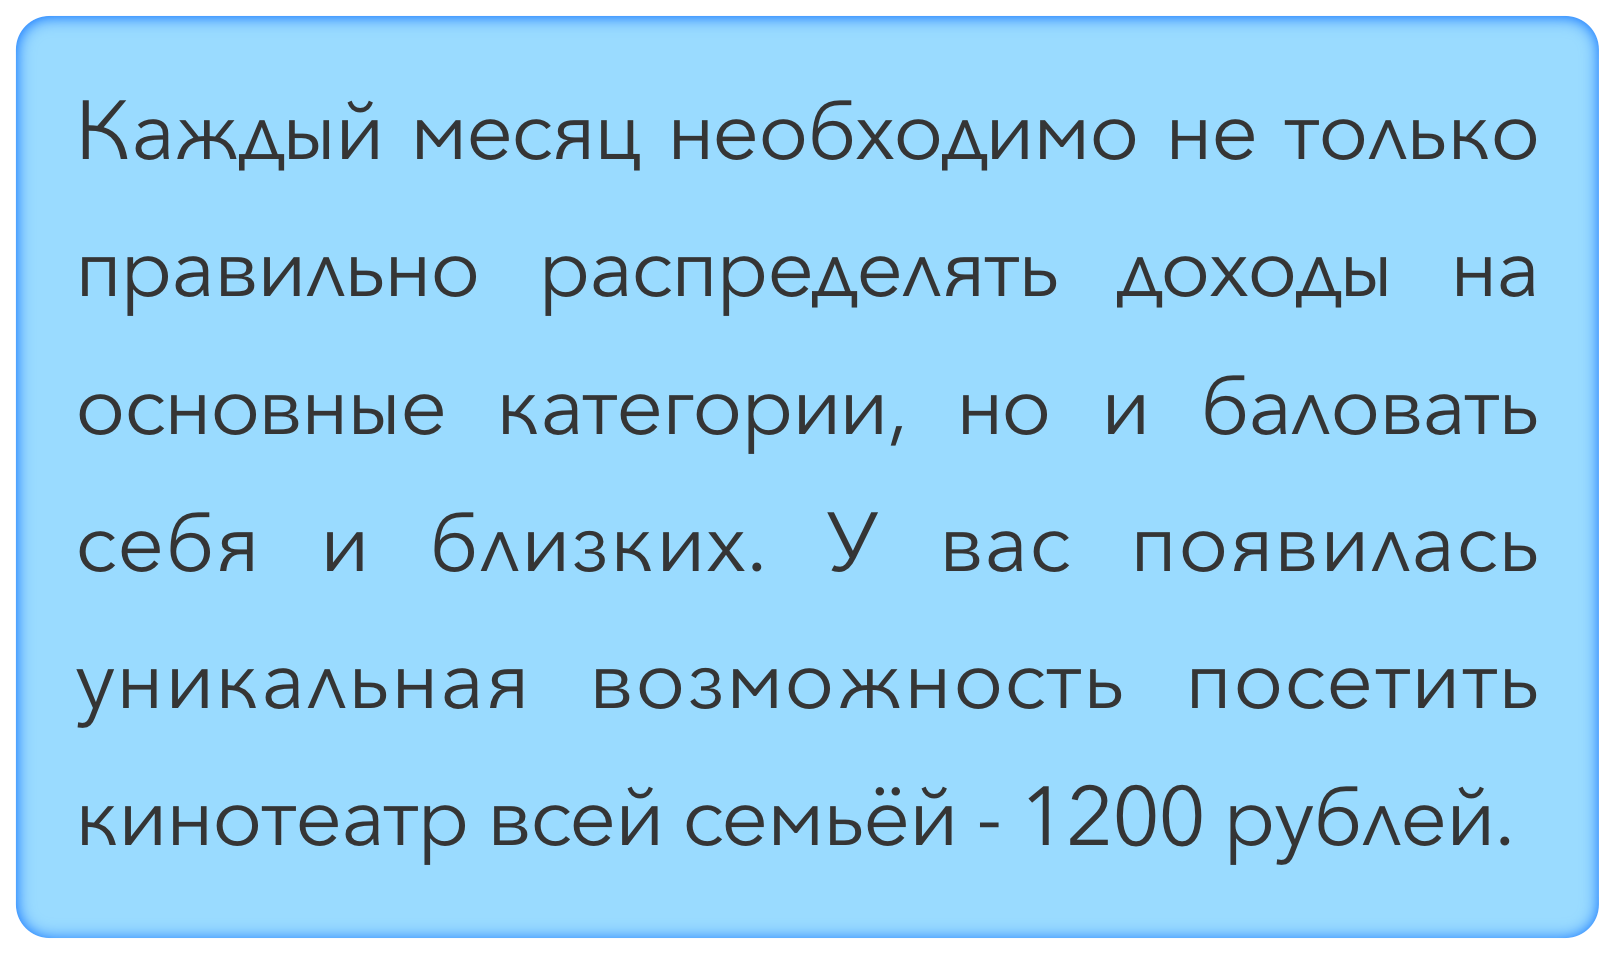 Каждый месяц необходимо не только
правильно распределять доходы на
основные категории, но и баловать
себя и близких. У вас появилась
уникальная возможность посетить
кинотеатр всей семьёй - 1200 рублей.